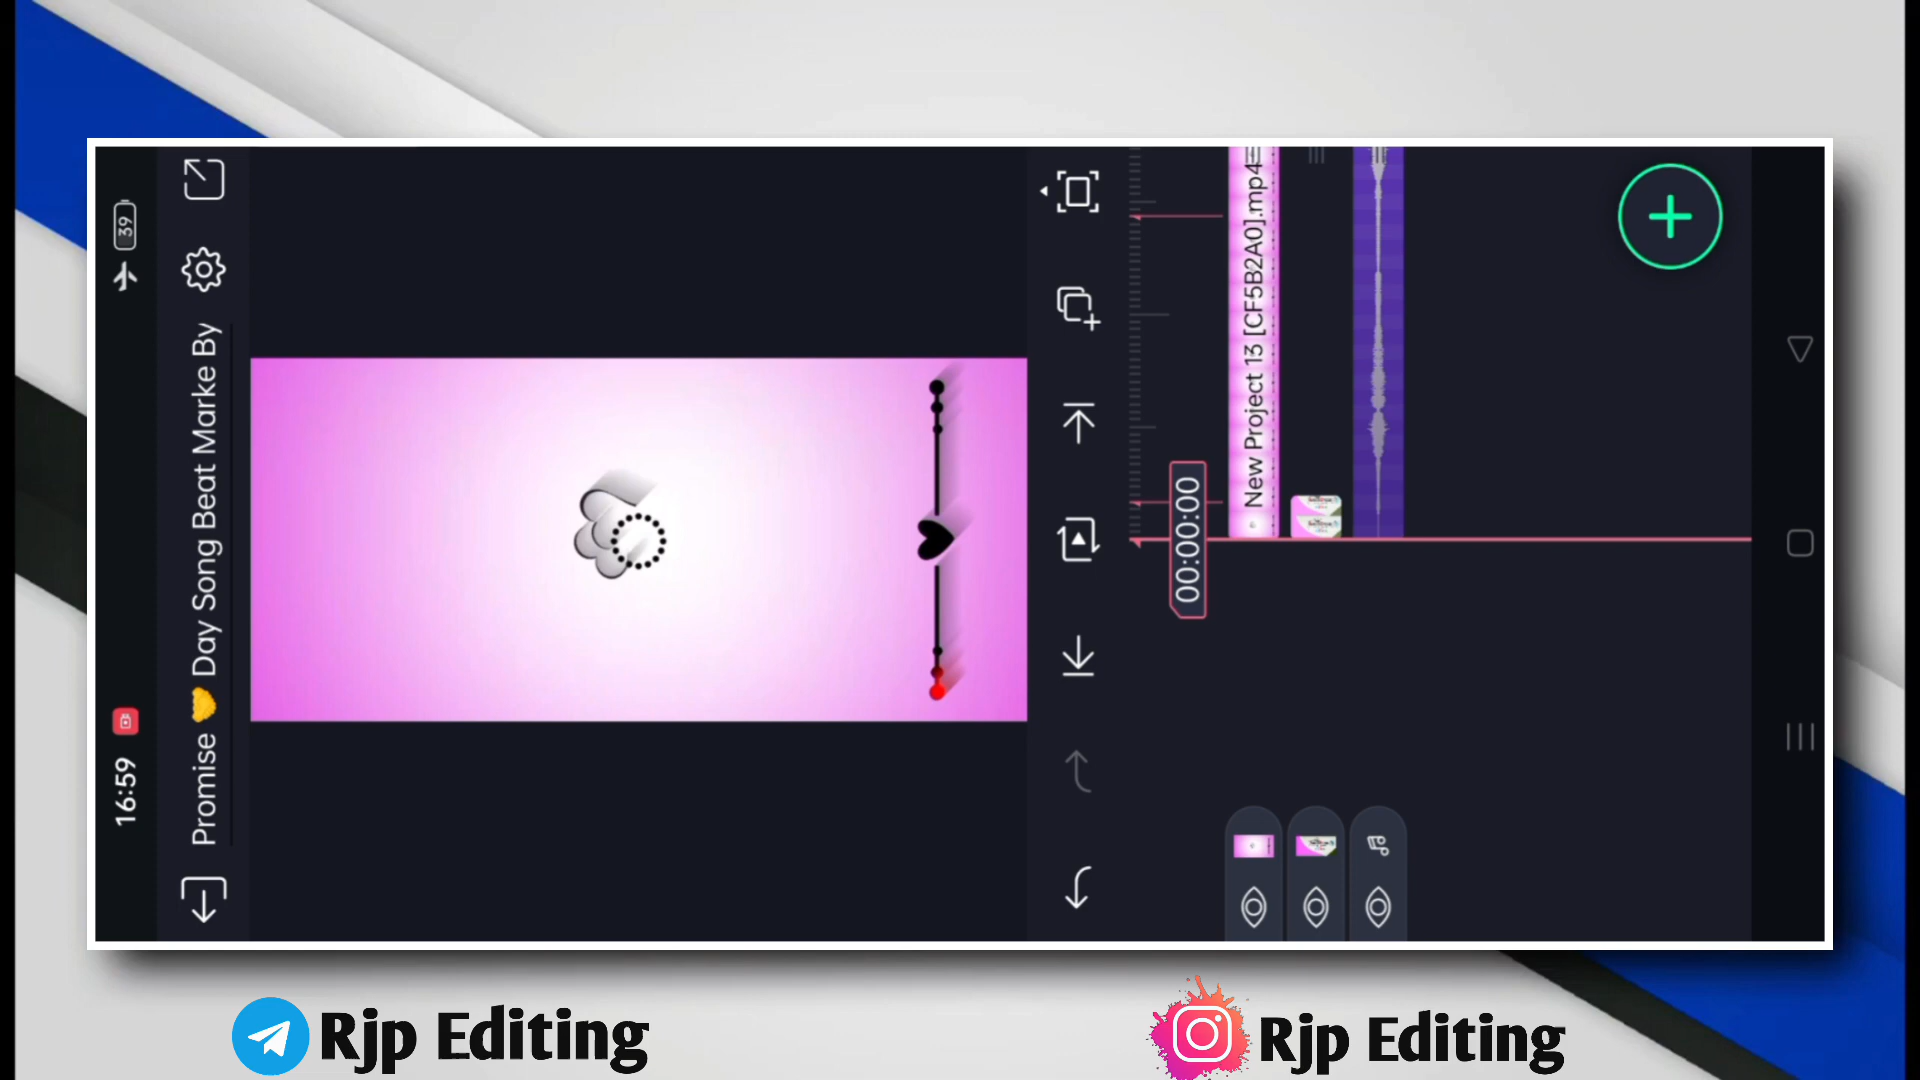 16:59
39
Promise 🤝 Day Song Beat Marke By
00:00:00
New Project 13 [CF5B2A0].mp4
Rjp Editing
Rjp Editing